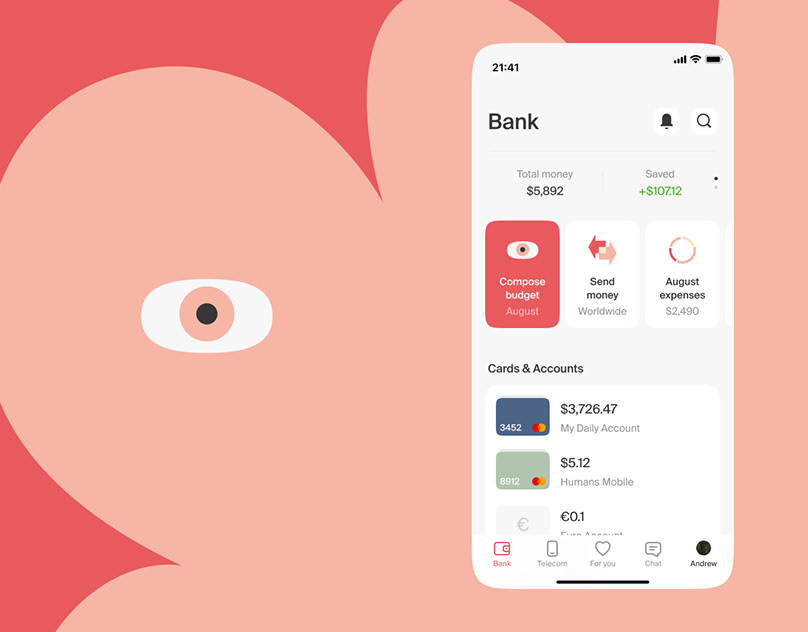 21:41
Bank
Total money
Saved
$5,892
+$107.12
Compose
budget
August
Send
money
Worldwide
August
expenses
$2,490
Cards & Accounts
3452
$3,726.47
My Daily Account
8912
$5.12
Humans Mobile
€
€0.1
Euro Account
Bank
Telecom
For you
Chat
Andrew